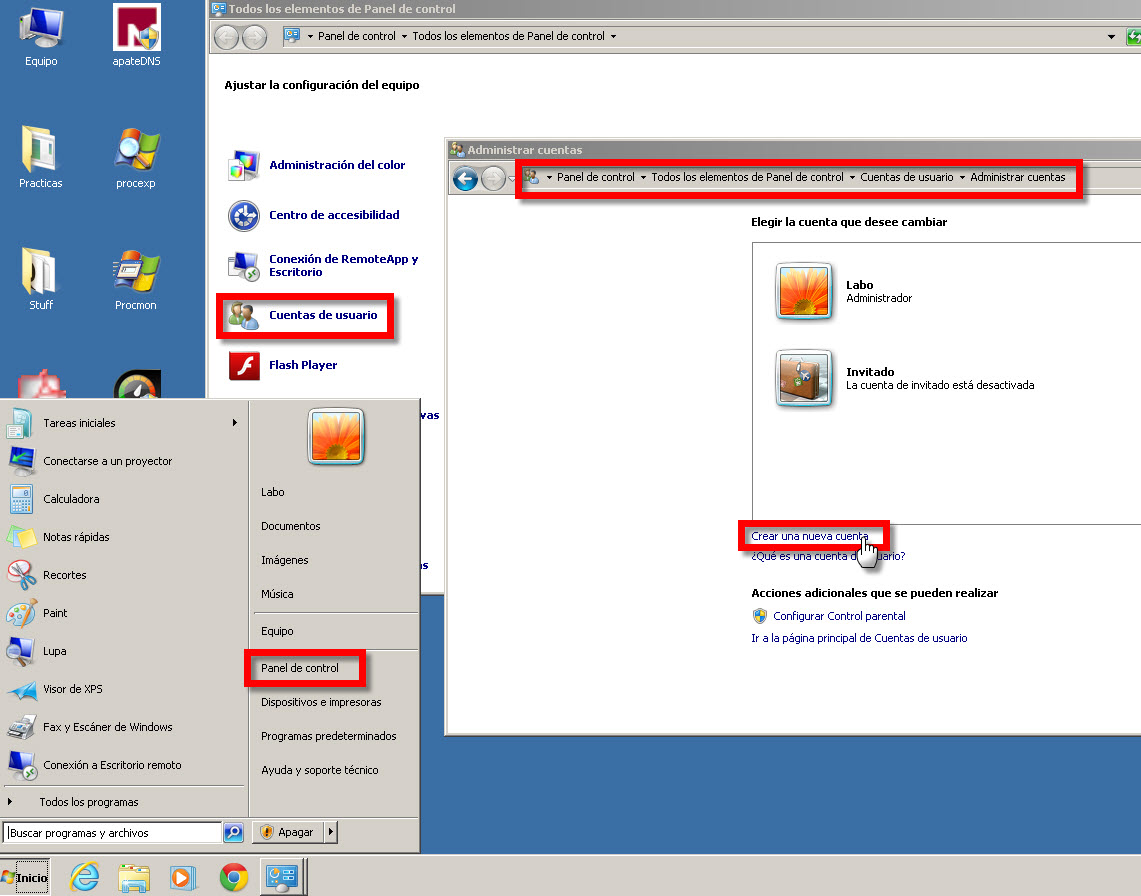 Equipo
apateDNS
Practicas
procexp
Stuff
Procmon
Todos los elementos de Panel de control
Panel de control
Todos los elementos de Panel de control
Ajustar la configuración del equipo
Administración del color
Centro de accesibilidad
Conexión de RemoteApp y
Escritorio
Cuentas de usuario
Flash Player
vas
s
Administrar cuentas
Panel de control
Todos los elementos de Panel de control
Cuentas de usuario
Administrar cuentas
Elegir la cuenta que desee cambiar
Labo
Administrador
Invitado
La cuenta de invitado está desactivada
Crear una nueva cuenta
¿Qué es una cuenta d uario?
Acciones adicionales que se pueden realizar
Configurar Control parental
Ir a la página principal de Cuentas de usuario
Tareas iniciales
Conectarse a un proyector
Calculadora
Notas rápidas
Recortes
Paint
Lupa
Visor de XPS
Fax y Escáner de Windows
Conexión a Escritorio remoto
Todos los programas
Buscar programas y archivos
Labo
Documentos
Imágenes
Música
Equipo
Panel de control
Dispositivos e impresoras
Programas predeterminados
Ayuda y soporte técnico
Apagar
Inicio